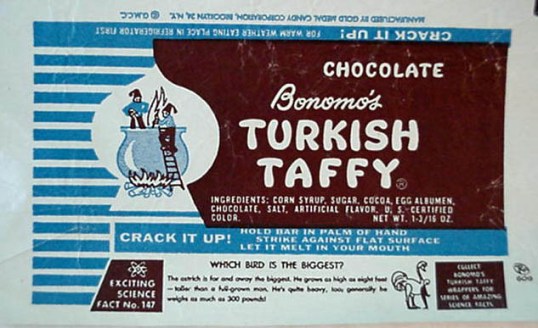 MANUFACTURED BY GOLD MEDAL CANDY CORPORATION, BROOKLYN 24, N.Y. © G.M.C.C.
CRACK IT UP! FOR WARM WEATHER EATING PLACE IN REFRIGERATOR FIRST
CHOCOLATE
Bonomo's
TURKISH
TAFFY®
INGREDIENTS: CORN SYRUP, SUGAR, COCOA, EGG ALBUMEN,
CHOCOLATE, SALT, ARTIFICIAL FLAVOR, U. S. CERTIFIED
COLOR. NET WT. 1-3/16 OZ.
CRACK IT UP! HOLD BAR IN PALM OF HAND
STRIKE AGAINST FLAT SURFACE
LET IT MELT IN YOUR MOUTH
EXCITING
SCIENCE
FACT No. 147
WHICH BIRD IS THE BIGGEST?
The ostrich is far and away the biggest. He grows as high as eight feet
— taller than a full-grown man. He's quite heavy, too; generally he
weighs as much as 300 pounds!
COLLECT
BONOMO'S
TURKISH TAFFY
WRAPPERS FOR
SERIES OF AMAZING
SCIENCE FACTS